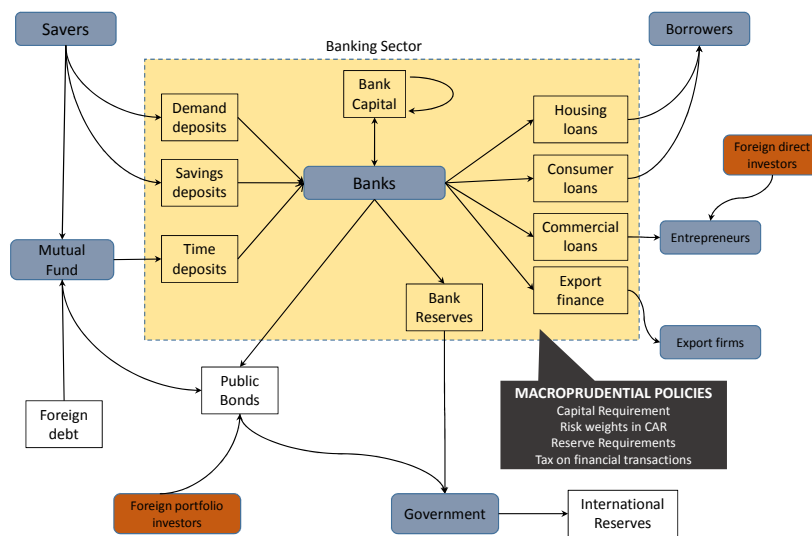 Savers
Borrowers
Banking Sector
Bank
Capital
Demand
deposits
Housing
loans
Foreign direct
investors
Savings
deposits
Banks
Consumer
loans
Mutual
Fund
Time
deposits
Commercial
loans
Entrepreneurs
Export
finance
Bank
Reserves
Export firms
Public
Bonds
MACROPRUDENTIAL POLICIES
Capital Requirement
Risk weights in CAR
Reserve Requirements
Tax on financial transactions
Foreign
debt
Foreign portfolio
investors
Government
International
Reserves